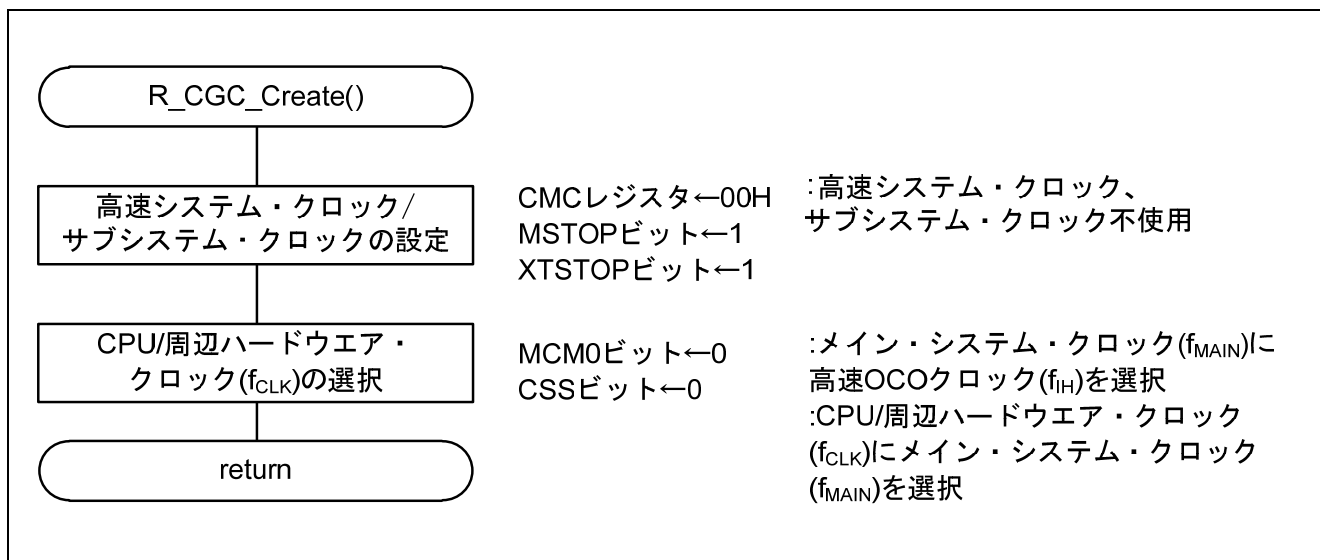 R_CGC_Create()
高速システム・クロック/
サブシステム・クロックの設定
CMCレジスタ←00H
MSTOPビット←1
XTSTOPビット←1
:高速システム・クロック、
サブシステム・クロック不使用
CPU/周辺ハードウエア・
クロック(fCLK)の選択
MCM0ビット←0
CSSビット←0
:メイン・システム・クロック(fMAIN)に
高速OCOクロック(fIH)を選択
:CPU/周辺ハードウエア・クロック
(fCLK)にメイン・システム・クロック
(fMAIN)を選択
return